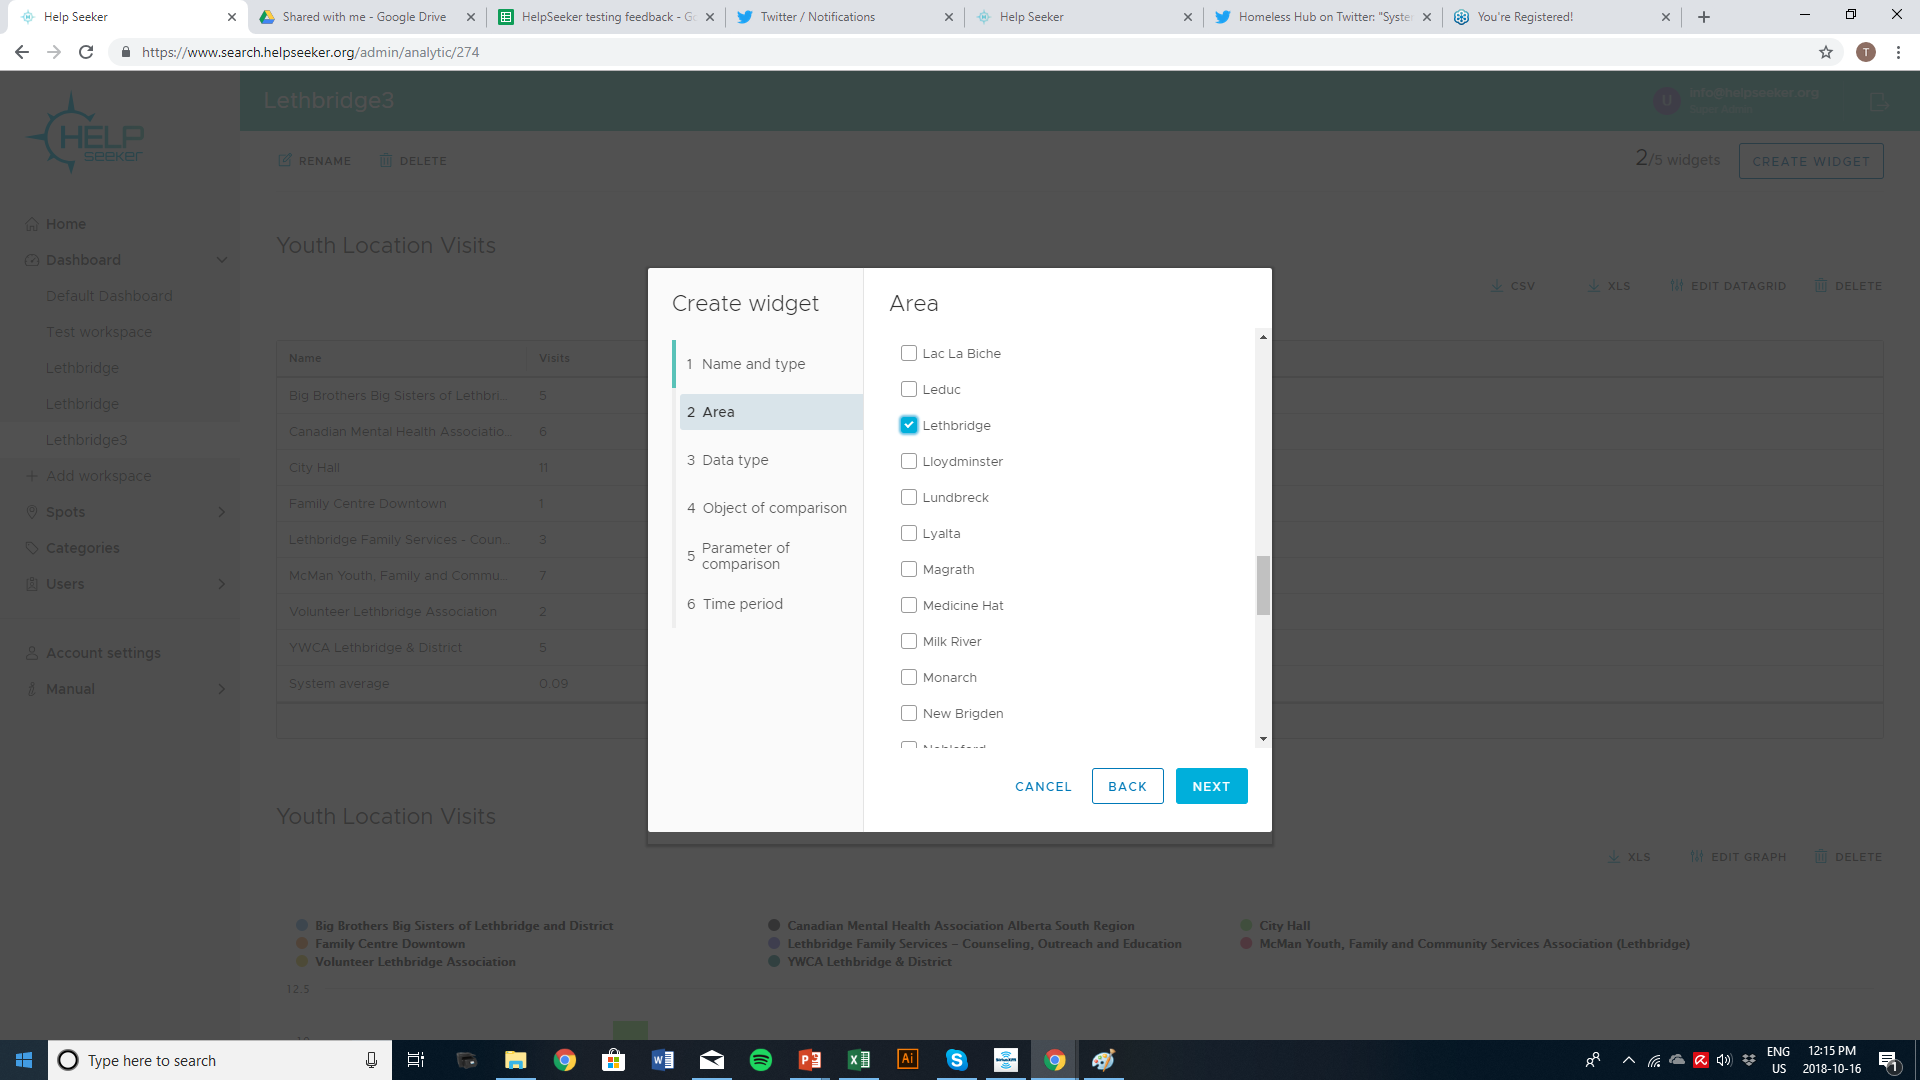 Help Seeker
Shared with me - Google Drive
HelpSeeker testing feedback - Go
Twitter / Notifications
Help Seeker
Homeless Hub on Twitter: "Syste
You're Registered!
https://www.search.helpseeker.org/admin/analytic/274
T
HELP
seeker
Lethbridge3
U
info@helpseeker.org
RENAME
DELETE
2/5 widgets
CREATE WIDGET
Home
Dashboard
Default Dashboard
Test workspace
Lethbridge
Lethbridge
Lethbridge3
Add workspace
Spots
Categories
Users
Account settings
Manual
Youth Location Visits
CSV
XLS
EDIT DATAGRID
DELETE
Name Visits
Big Brothers Big Sisters of Lethbri... 5
Canadian Mental Health Associatio... 6
City Hall 11
Family Centre Downtown 1
Lethbridge Family Services - Coun... 3
McMan Youth, Family and Commu... 7
Volunteer Lethbridge Association 2
YWCA Lethbridge & District 5
System average 0.09
Create widget
1 Name and type
2 Area
3 Data type
4 Object of comparison
5 Parameter of
comparison
6 Time period
Area
Lac La Biche
Leduc
Lethbridge
Lloydminster
Lundbreck
Lyalta
Magrath
Medicine Hat
Milk River
Monarch
New Brigden
CANCEL
BACK
NEXT
Youth Location Visits
XLS
EDIT GRAPH
DELETE
Big Brothers Big Sisters of Lethbridge and District
Canadian Mental Health Association Alberta South Region
City Hall
Family Centre Downtown
Lethbridge Family Services – Counseling, Outreach and Education
McMan Youth, Family and Community Services Association (Lethbridge)
Volunteer Lethbridge Association
YWCA Lethbridge & District
12.5
Type here to search
Ai
ENG
US
12:15 PM
2018-10-16
1